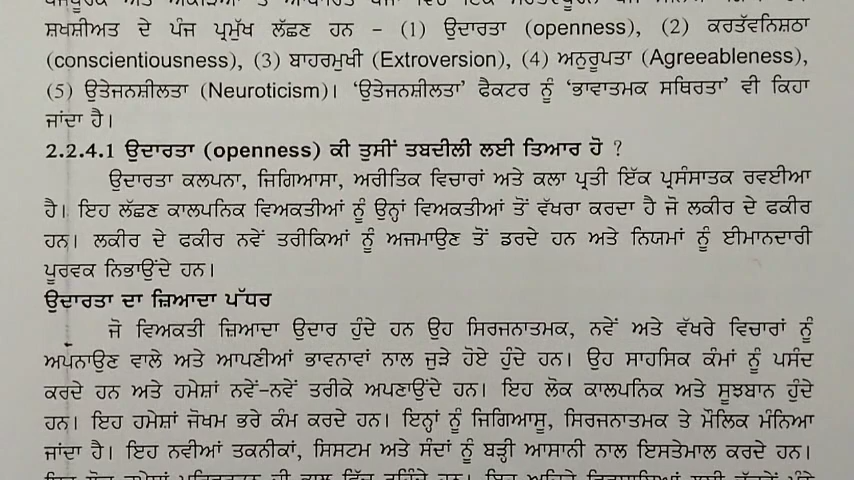 ਸ਼ਖਸ਼ੀਅਤ ਦੇ ਪੰਜ ਪ੍ਰਮੁੱਖ ਲੱਛਣ ਹਨ – (1) ਉਦਾਰਤਾ (openness), (2) ਕਰਤੱਵਨਿਸ਼ਠਾ
(conscientiousness), (3) ਬਾਹਰਮੁਖੀ (Extroversion), (4) ਅਨੁਰੂਪਤਾ (Agreeableness),
(5) ਉਤੇਜਨਸ਼ੀਲਤਾ (Neuroticism)। ‘ਉਤੇਜਨਸ਼ੀਲਤਾ’ ਫੈਕਟਰ ਨੂੰ ‘ਭਾਵਾਤਮਕ ਸਥਿਰਤਾ’ ਵੀ ਕਿਹਾ
ਜਾਂਦਾ ਹੈ।
2.2.4.1 ਉਦਾਰਤਾ (openness) ਕੀ ਤੁਸੀਂ ਤਬਦੀਲੀ ਲਈ ਤਿਆਰ ਹੋ ?
ਉਦਾਰਤਾ ਕਲਪਨਾ, ਜਿਗਿਆਸਾ, ਅਰੀਤਿਕ ਵਿਚਾਰਾਂ ਅਤੇ ਕਲਾ ਪ੍ਰਤੀ ਇੱਕ ਪ੍ਰਸੰਸਾਤਕ ਰਵਈਆ
ਹੈ। ਇਹ ਲੱਛਣ ਕਾਲਪਨਿਕ ਵਿਅਕਤੀਆਂ ਨੂੰ ਉਨ੍ਹਾਂ ਵਿਅਕਤੀਆਂ ਤੋਂ ਵੱਖਰਾ ਕਰਦਾ ਹੈ ਜੋ ਲਕੀਰ ਦੇ ਫਕੀਰ
ਹਨ। ਲਕੀਰ ਦੇ ਫਕੀਰ ਨਵੇਂ ਤਰੀਕਿਆਂ ਨੂੰ ਅਜਮਾਉਣ ਤੋਂ ਡਰਦੇ ਹਨ ਅਤੇ ਨਿਯਮਾਂ ਨੂੰ ਈਮਾਨਦਾਰੀ
ਪੂਰਵਕ ਨਿਭਾਉਂਦੇ ਹਨ।
ਉਦਾਰਤਾ ਦਾ ਜ਼ਿਆਦਾ ਪੱਧਰ
ਜੋ ਵਿਅਕਤੀ ਜ਼ਿਆਦਾ ਉਦਾਰ ਹੁੰਦੇ ਹਨ ਉਹ ਸਿਰਜਨਾਤਮਕ, ਨਵੇਂ ਅਤੇ ਵੱਖਰੇ ਵਿਚਾਰਾਂ ਨੂੰ
ਅਪਨਾਉਣ ਵਾਲੇ ਅਤੇ ਆਪਣੀਆਂ ਭਾਵਨਾਵਾਂ ਨਾਲ ਜੁੜੇ ਹੋਏ ਹੁੰਦੇ ਹਨ। ਉਹ ਸਾਹਸਿਕ ਕੰਮਾਂ ਨੂੰ ਪਸੰਦ
ਕਰਦੇ ਹਨ ਅਤੇ ਹਮੇਸ਼ਾਂ ਨਵੇਂ-ਨਵੇਂ ਤਰੀਕੇ ਅਪਣਾਉਂਦੇ ਹਨ। ਇਹ ਲੋਕ ਕਾਲਪਨਿਕ ਅਤੇ ਸੂਝਬਾਨ ਹੁੰਦੇ
ਹਨ। ਇਹ ਹਮੇਸ਼ਾਂ ਜੋਖਮ ਭਰੇ ਕੰਮ ਕਰਦੇ ਹਨ। ਇਨ੍ਹਾਂ ਨੂੰ ਜਿਗਿਆਸੂ, ਸਿਰਜਨਾਤਮਕ ਤੇ ਮੌਲਿਕ ਮੰਨਿਆ
ਜਾਂਦਾ ਹੈ। ਇਹ ਨਵੀਆਂ ਤਕਨੀਕਾਂ, ਸਿਸਟਮ ਅਤੇ ਸੰਦਾਂ ਨੂੰ ਬੜ੍ਹੀ ਆਸਾਨੀ ਨਾਲ ਇਸਤੇਮਾਲ ਕਰਦੇ ਹਨ।